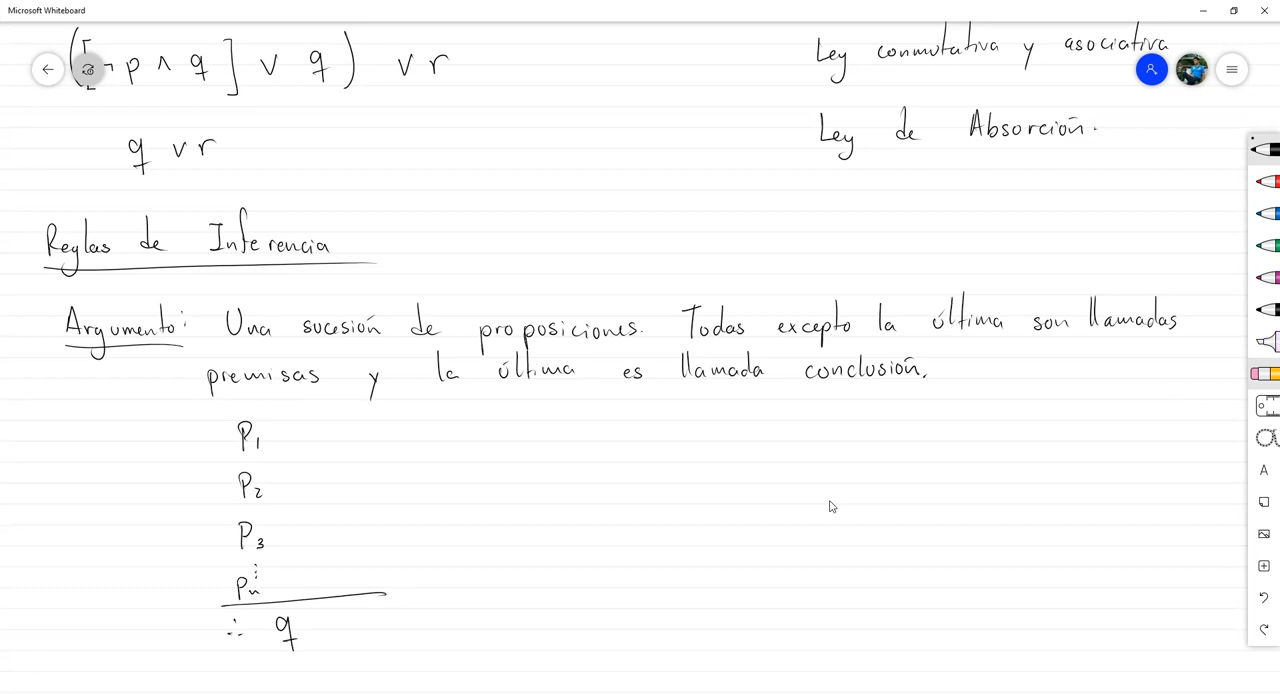 Microsoft Whiteboard
([¬ p ∧ q] ∨ q) ∨ r
Ley conmutativa y asociativa
q ∨ r
Ley de Absorción.
Reglas de Inferencia
Argumento: Una sucesión de proposiciones. Todas excepto la última son llamadas
premisas y la última es llamada conclusión.
P1
P2
P3
⋮
Pn
∴ q